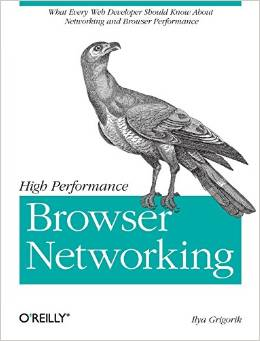 What Every Web Developer Should Know About
Networking and Browser Performance
High Performance
Browser
Networking
O'REILLY®
Ilya Grigorik